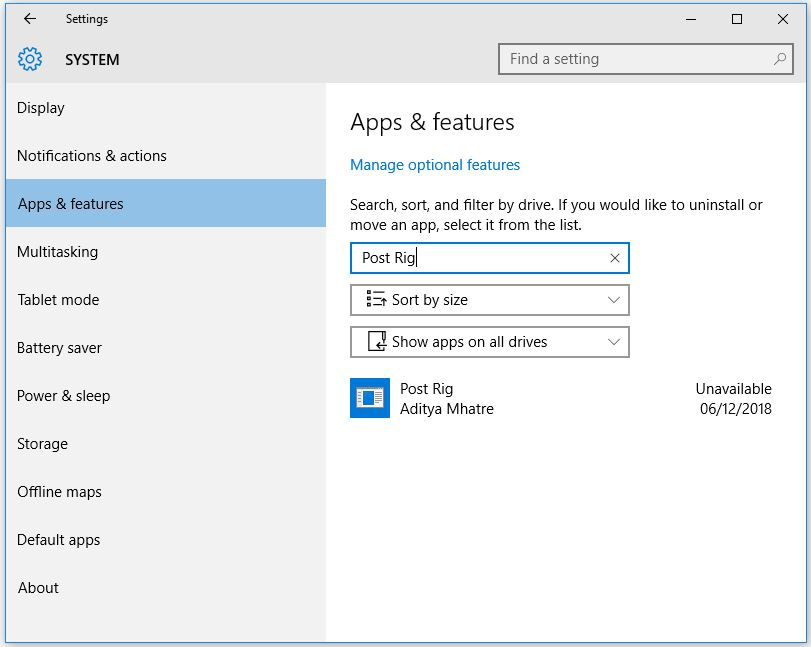 Settings
SYSTEM
Find a setting
Display
Notifications & actions
Apps & features
Multitasking
Tablet mode
Battery saver
Power & sleep
Storage
Offline maps
Default apps
About
Apps & features
Manage optional features
Search, sort, and filter by drive. If you would like to uninstall or
move an app, select it from the list.
Post Rig
Sort by size
Show apps on all drives
Post Rig Unavailable
Aditya Mhatre 06/12/2018